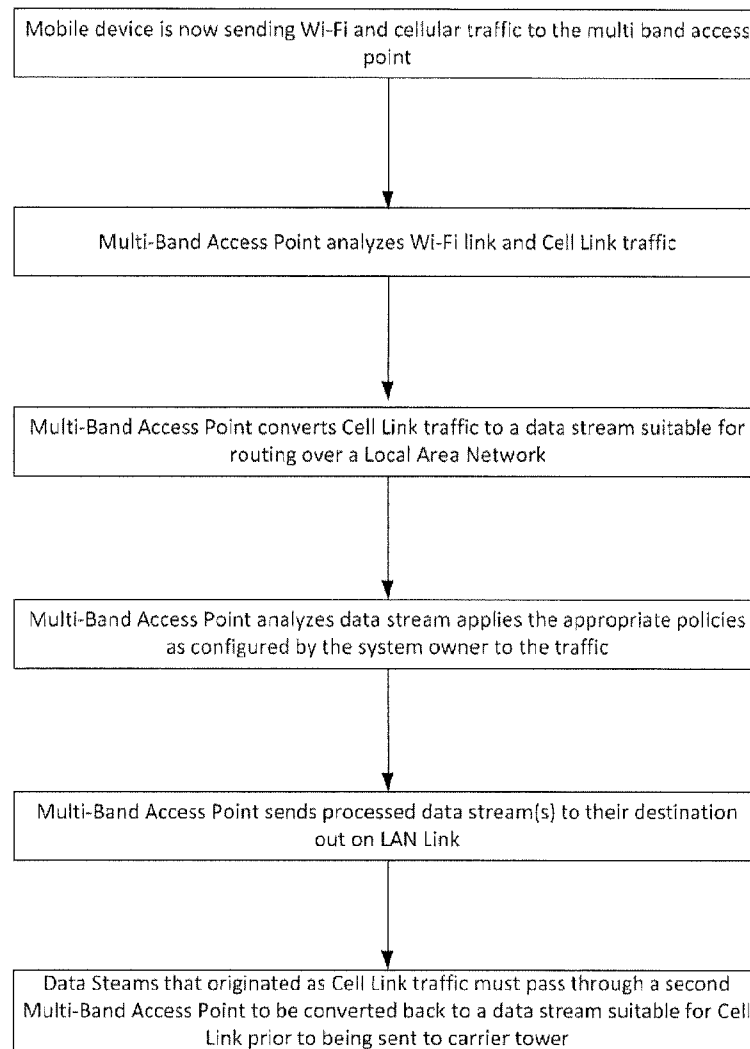 Mobile device is now sending Wi-Fi and cellular traffic to the multi band access
point
Multi-Band Access Point analyzes Wi-Fi link and Cell Link traffic
Multi-Band Access Point converts Cell Link traffic to a data stream suitable for
routing over a Local Area Network
Multi-Band Access Point analyzes data stream applies the appropriate policies
as configured by the system owner to the traffic
Multi-Band Access Point sends processed data stream(s) to their destination
out on LAN Link
Data Steams that originated as Cell Link traffic must pass through a second
Multi-Band Access Point to be converted back to a data stream suitable for Cell
Link prior to being sent to carrier tower